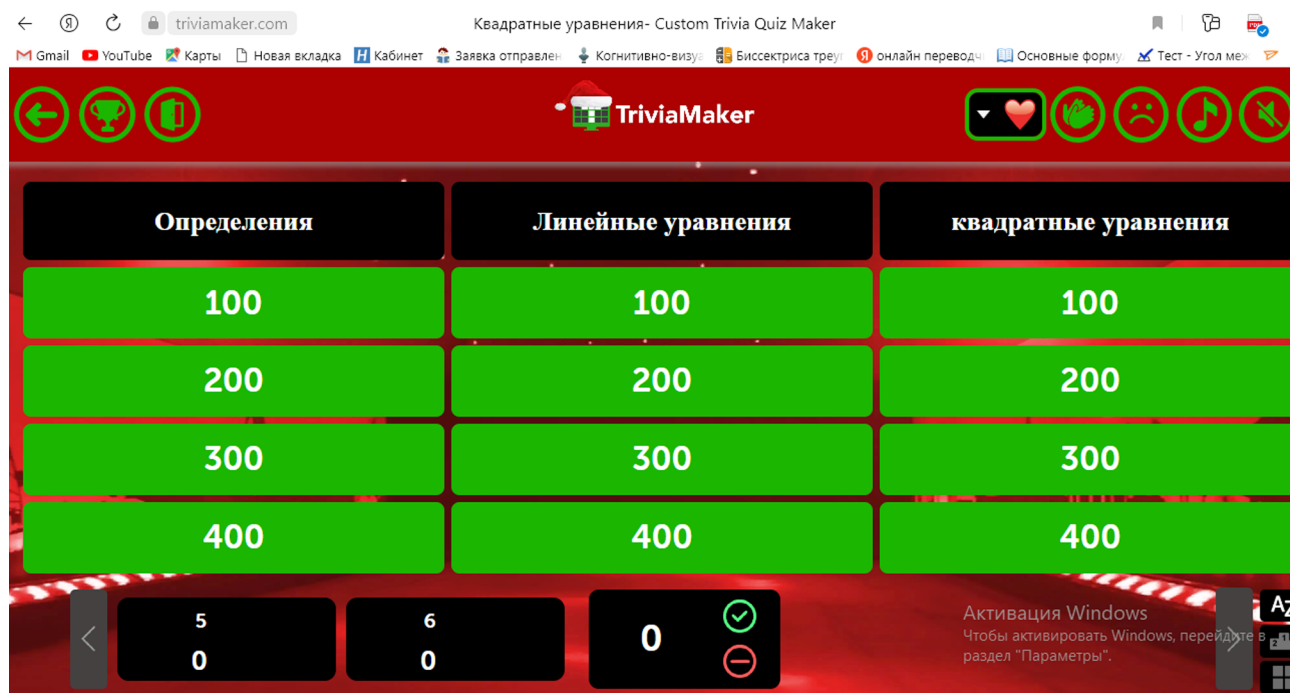 triviamaker.com
Квадратные уравнения- Custom Trivia Quiz Maker
Gmail YouTube Карты Новая вкладка Кабинет Заявка отправлен Когнитивно-визуа Биссектриса треуг онлайн переводч Основные форму Тест - Угол меж
TriviaMaker
Определения Линейные уравнения квадратные уравнения
100 100 100
200 200 200
300 300 300
400 400 400
5 6
0 0 0
Активация Windows
Чтобы активировать Windows, перейдите в
раздел "Параметры".